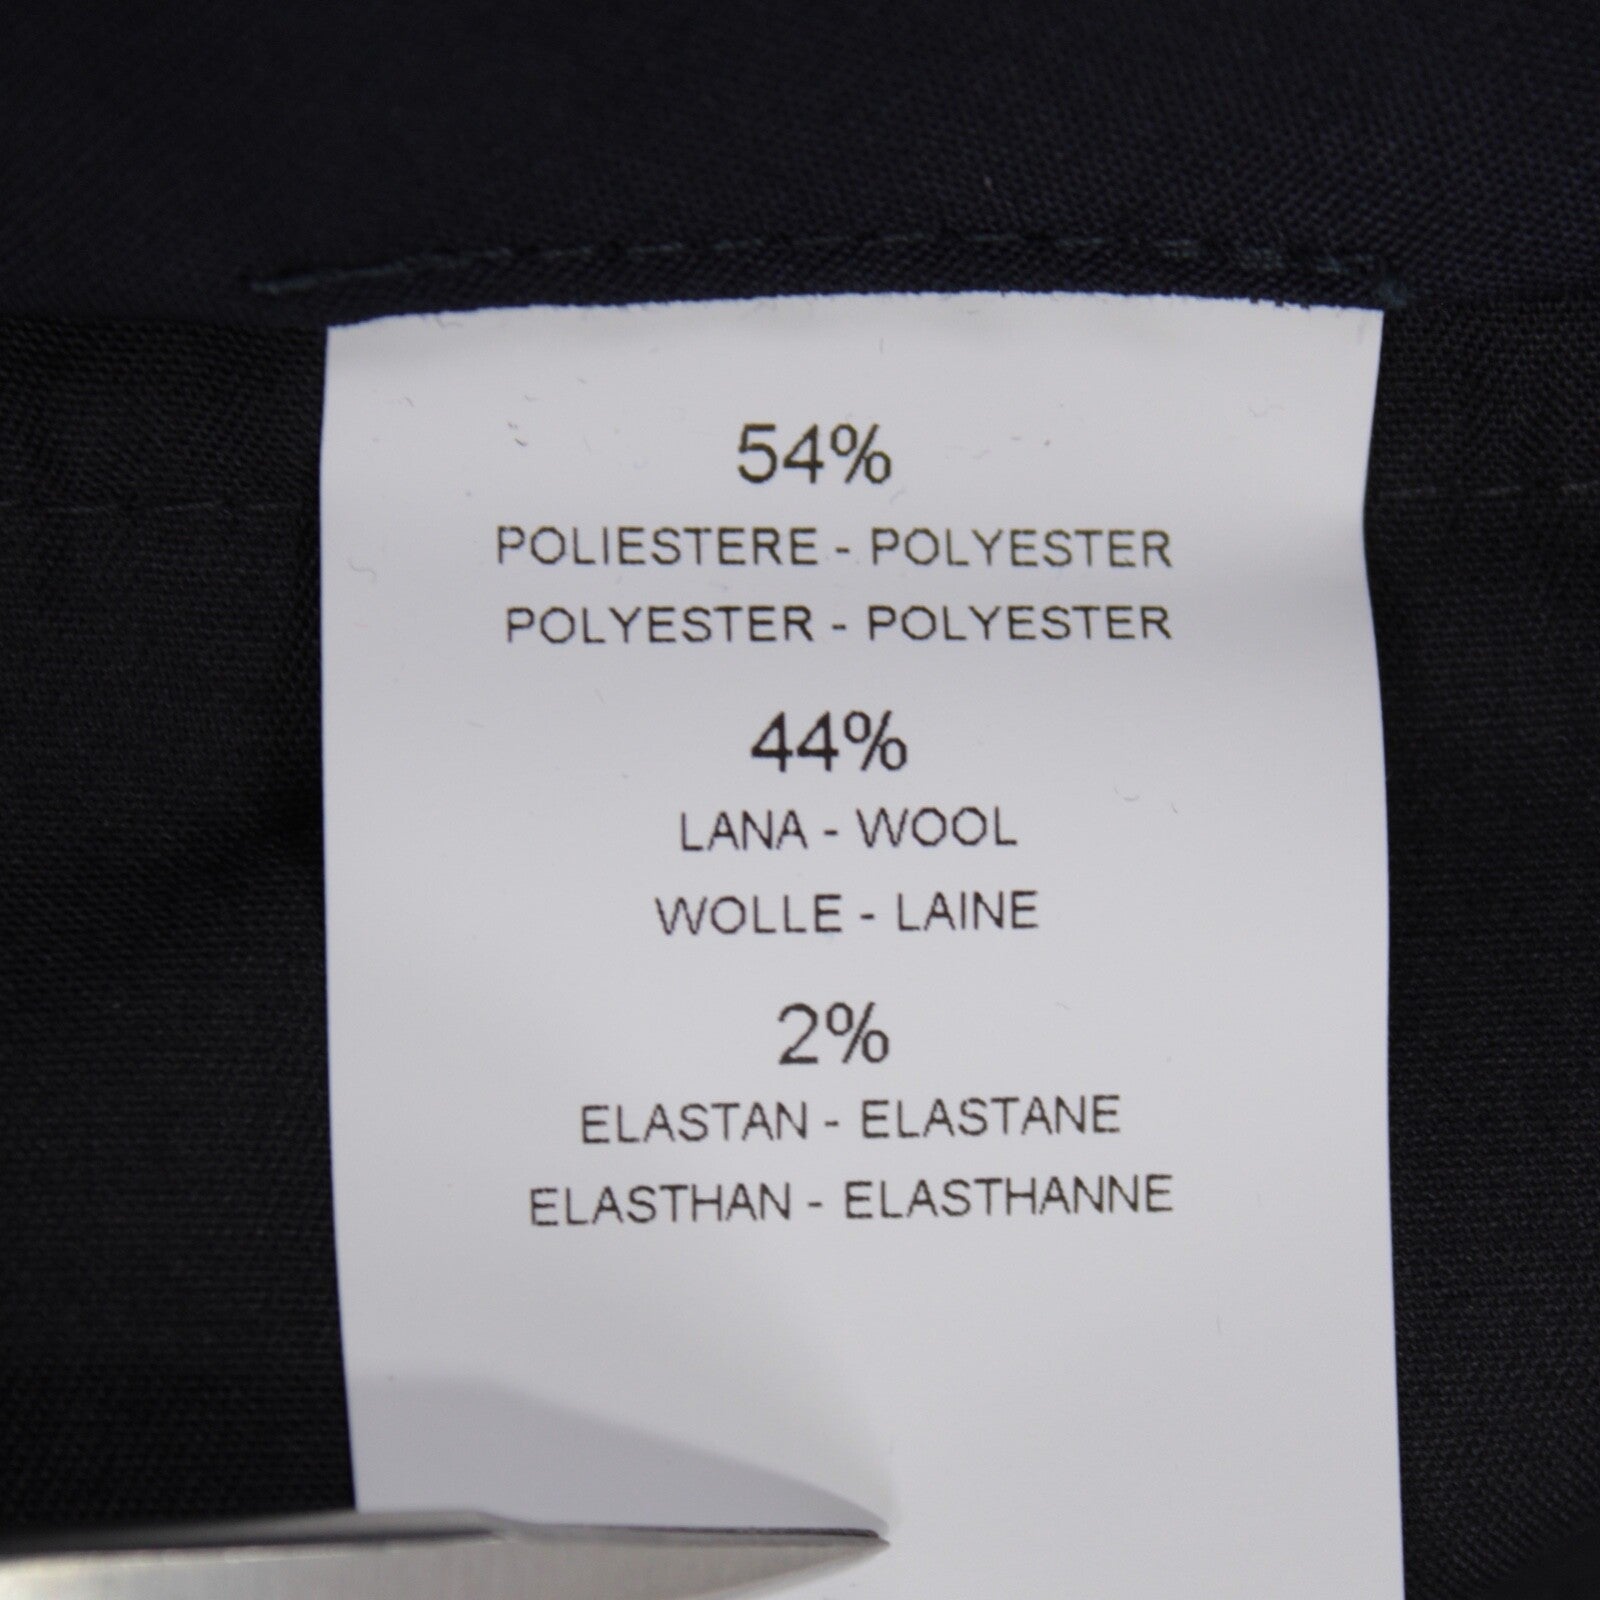 54%
POLIESTERE - POLYESTER
POLYESTER - POLYESTER
44%
LANA - WOOL
WOLLE - LAINE
2%
ELASTAN - ELASTANE
ELASTHAN - ELASTHANNE